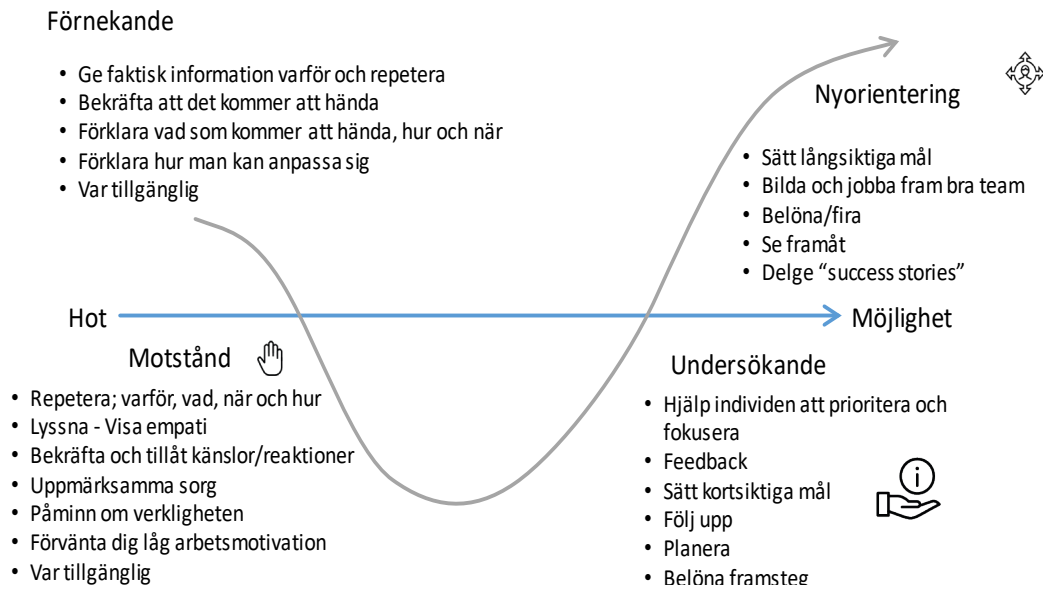 Förnekande
• Ge faktisk information varför och repetera
• Bekräfta att det kommer att hända
• Förklara vad som kommer att hända, hur och när
• Förklara hur man kan anpassa sig
• Var tillgänglig
Nyorientering
• Sätt långsiktiga mål
• Bilda och jobba fram bra team
• Belöna/fira
• Se framåt
• Delge “success stories”
Hot
Möjlighet
Motstånd
• Repetera; varför, vad, när och hur
• Lyssna - Visa empati
• Bekräfta och tillåt känslor/reaktioner
• Uppmärksamma sorg
• Påminn om verkligheten
• Förvänta dig låg arbetsmotivation
• Var tillgänglig
Undersökande
• Hjälp individen att prioritera och
fokusera
• Feedback
• Sätt kortsiktiga mål
• Följ upp
• Planera
• Belöna framsteg